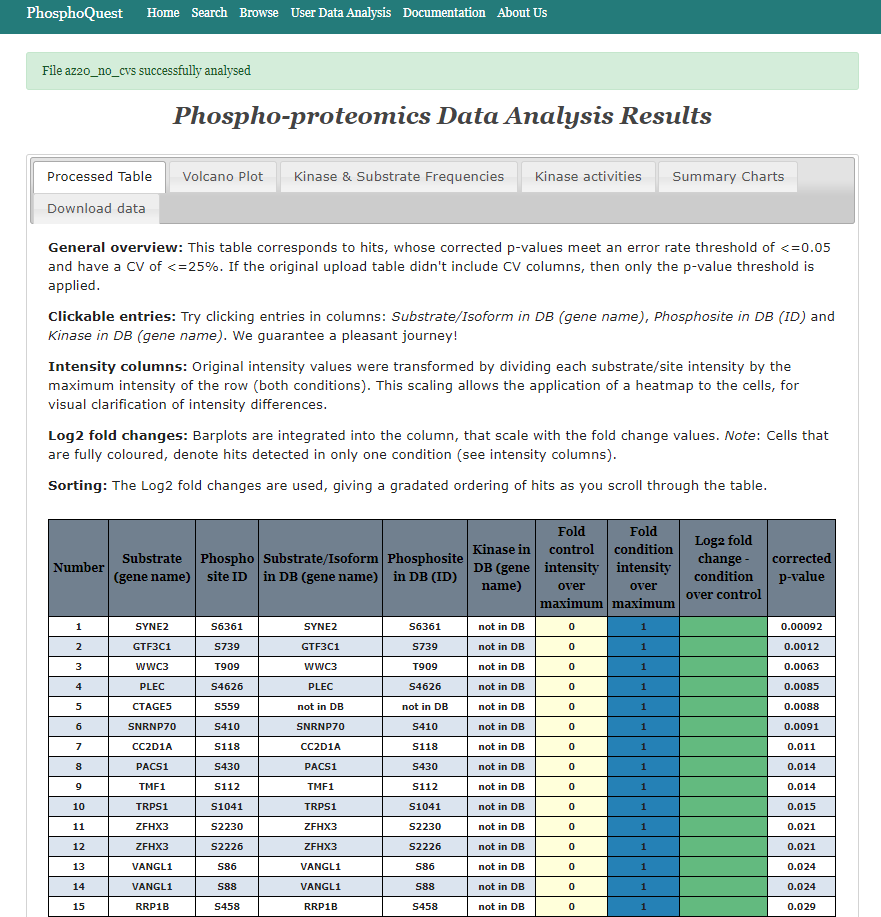 PhosphoQuest Home Search Browse User Data Analysis Documentation About Us
File az20_no_cvs successfully analysed
Phospho-proteomics Data Analysis Results
Processed Table Volcano Plot Kinase & Substrate Frequencies Kinase activities Summary Charts
Download data
General overview: This table corresponds to hits, whose corrected p-values meet an error rate threshold of <=0.05
and have a CV of <=25%. If the original upload table didn't include CV columns, then only the p-value threshold is
applied.
Clickable entries: Try clicking entries in columns: Substrate/Isoform in DB (gene name), Phosphosite in DB (ID) and
Kinase in DB (gene name). We guarantee a pleasant journey!
Intensity columns: Original intensity values were transformed by dividing each substrate/site intensity by the
maximum intensity of the row (both conditions). This scaling allows the application of a heatmap to the cells, for
visual clarification of intensity differences.
Log2 fold changes: Barplots are integrated into the column, that scale with the fold change values. Note: Cells that
are fully coloured, denote hits detected in only one condition (see intensity columns).
Sorting: The Log2 fold changes are used, giving a gradated ordering of hits as you scroll through the table.
Number
Substrate
(gene name)
Phospho
site ID
Substrate/Isoform
in DB (gene name)
Phosphosite
in DB (ID)
Kinase in
DB (gene
name)
Fold
control
intensity
over
maximum
Fold
condition
intensity
over
maximum
Log2 fold
change -
condition
over control
corrected
p-value
1 SYNE2 S6361 SYNE2 S6361 not in DB 0 1 0.00092
2 GTF3C1 S739 GTF3C1 S739 not in DB 0 1 0.0012
3 WWC3 T909 WWC3 T909 not in DB 0 1 0.0063
4 PLEC S4626 PLEC S4626 not in DB 0 1 0.0085
5 CTAGE5 S559 not in DB not in DB not in DB 0 1 0.0088
6 SNRNP70 S410 SNRNP70 S410 not in DB 0 1 0.0091
7 CC2D1A S118 CC2D1A S118 not in DB 0 1 0.011
8 PACS1 S430 PACS1 S430 not in DB 0 1 0.014
9 TMF1 S112 TMF1 S112 not in DB 0 1 0.014
10 TRPS1 S1041 TRPS1 S1041 not in DB 0 1 0.015
11 ZFHX3 S2230 ZFHX3 S2230 not in DB 0 1 0.021
12 ZFHX3 S2226 ZFHX3 S2226 not in DB 0 1 0.021
13 VANGL1 S86 VANGL1 S86 not in DB 0 1 0.024
14 VANGL1 S88 VANGL1 S88 not in DB 0 1 0.024
15 RRP1B S458 RRP1B S458 not in DB 0 1 0.029